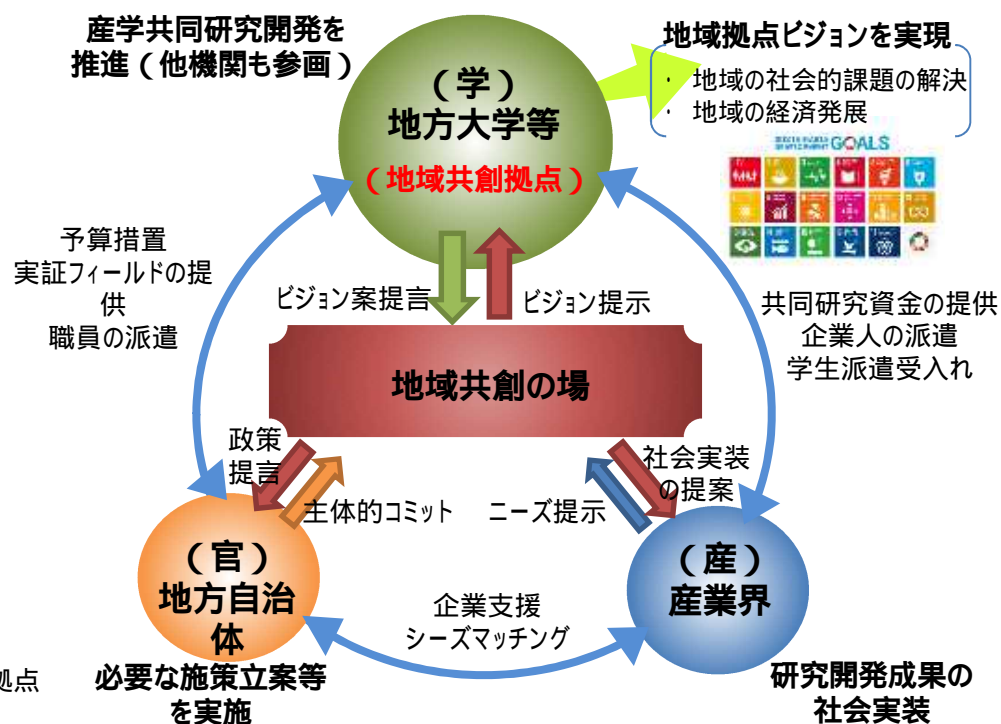 産学共同研究開発を
推進（他機関も参画）
地域拠点ビジョンを実現
・ 地域の社会的課題の解決
・ 地域の経済発展
（学）
地方大学等
（地域共創拠点）
GOALS
予算措置
実証フィールドの提
供
職員の派遣
ビジョン案提言
ビジョン提示
共同研究資金の提供
企業人の派遣
学生派遣受入れ
地域共創の場
政策
提言
主体的コミット
ニーズ提示
社会実装
の提案
（官）
地方自治
体
（産）
産業界
企業支援
シーズマッチング
拠点
必要な施策立案等
を実施
研究開発成果の
社会実装